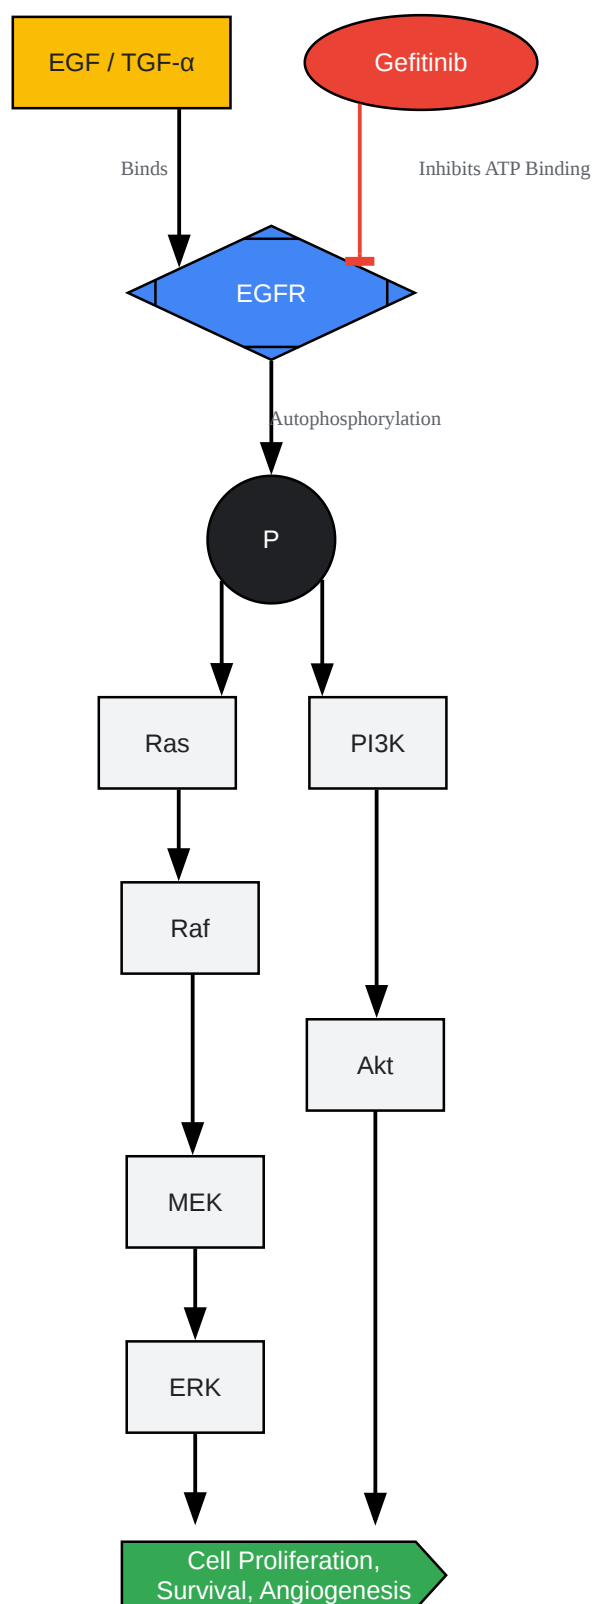 EGF / TGF-α
Gefitinib
Binds
Inhibits ATP Binding
EGFR
Autophosphorylation
P
Ras
PI3K
Raf
Akt
MEK
ERK
Cell Proliferation,
Survival, Angiogenesis